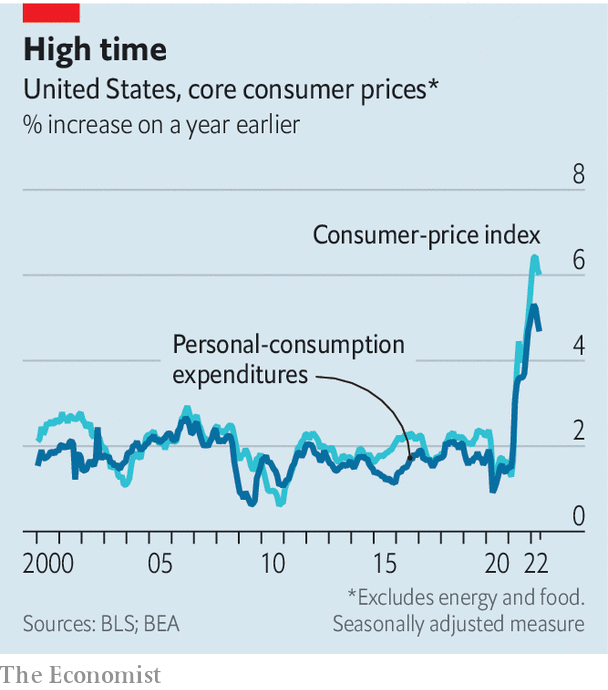 High time
United States, core consumer prices*
% increase on a year earlier
8
Consumer-price index
6
Personal-consumption
expenditures
4
2
0
2000 05 10 15 20 22
*Excludes energy and food.
Sources: BLS; BEA Seasonally adjusted measure
The Economist